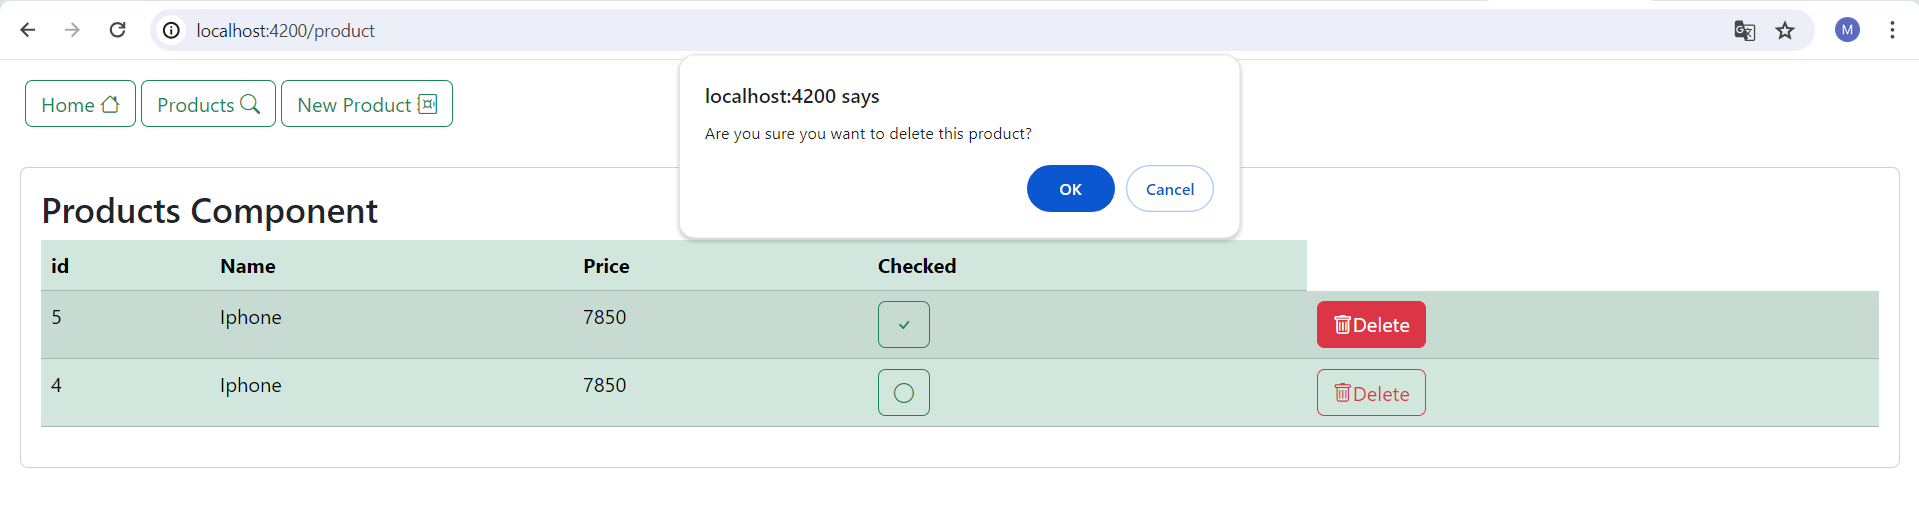 localhost:4200/product
M
localhost:4200 says
Are you sure you want to delete this product?
OK Cancel
Home Products New Product
Products Component
id Name Price Checked
5 Iphone 7850 Delete
4 Iphone 7850 Delete